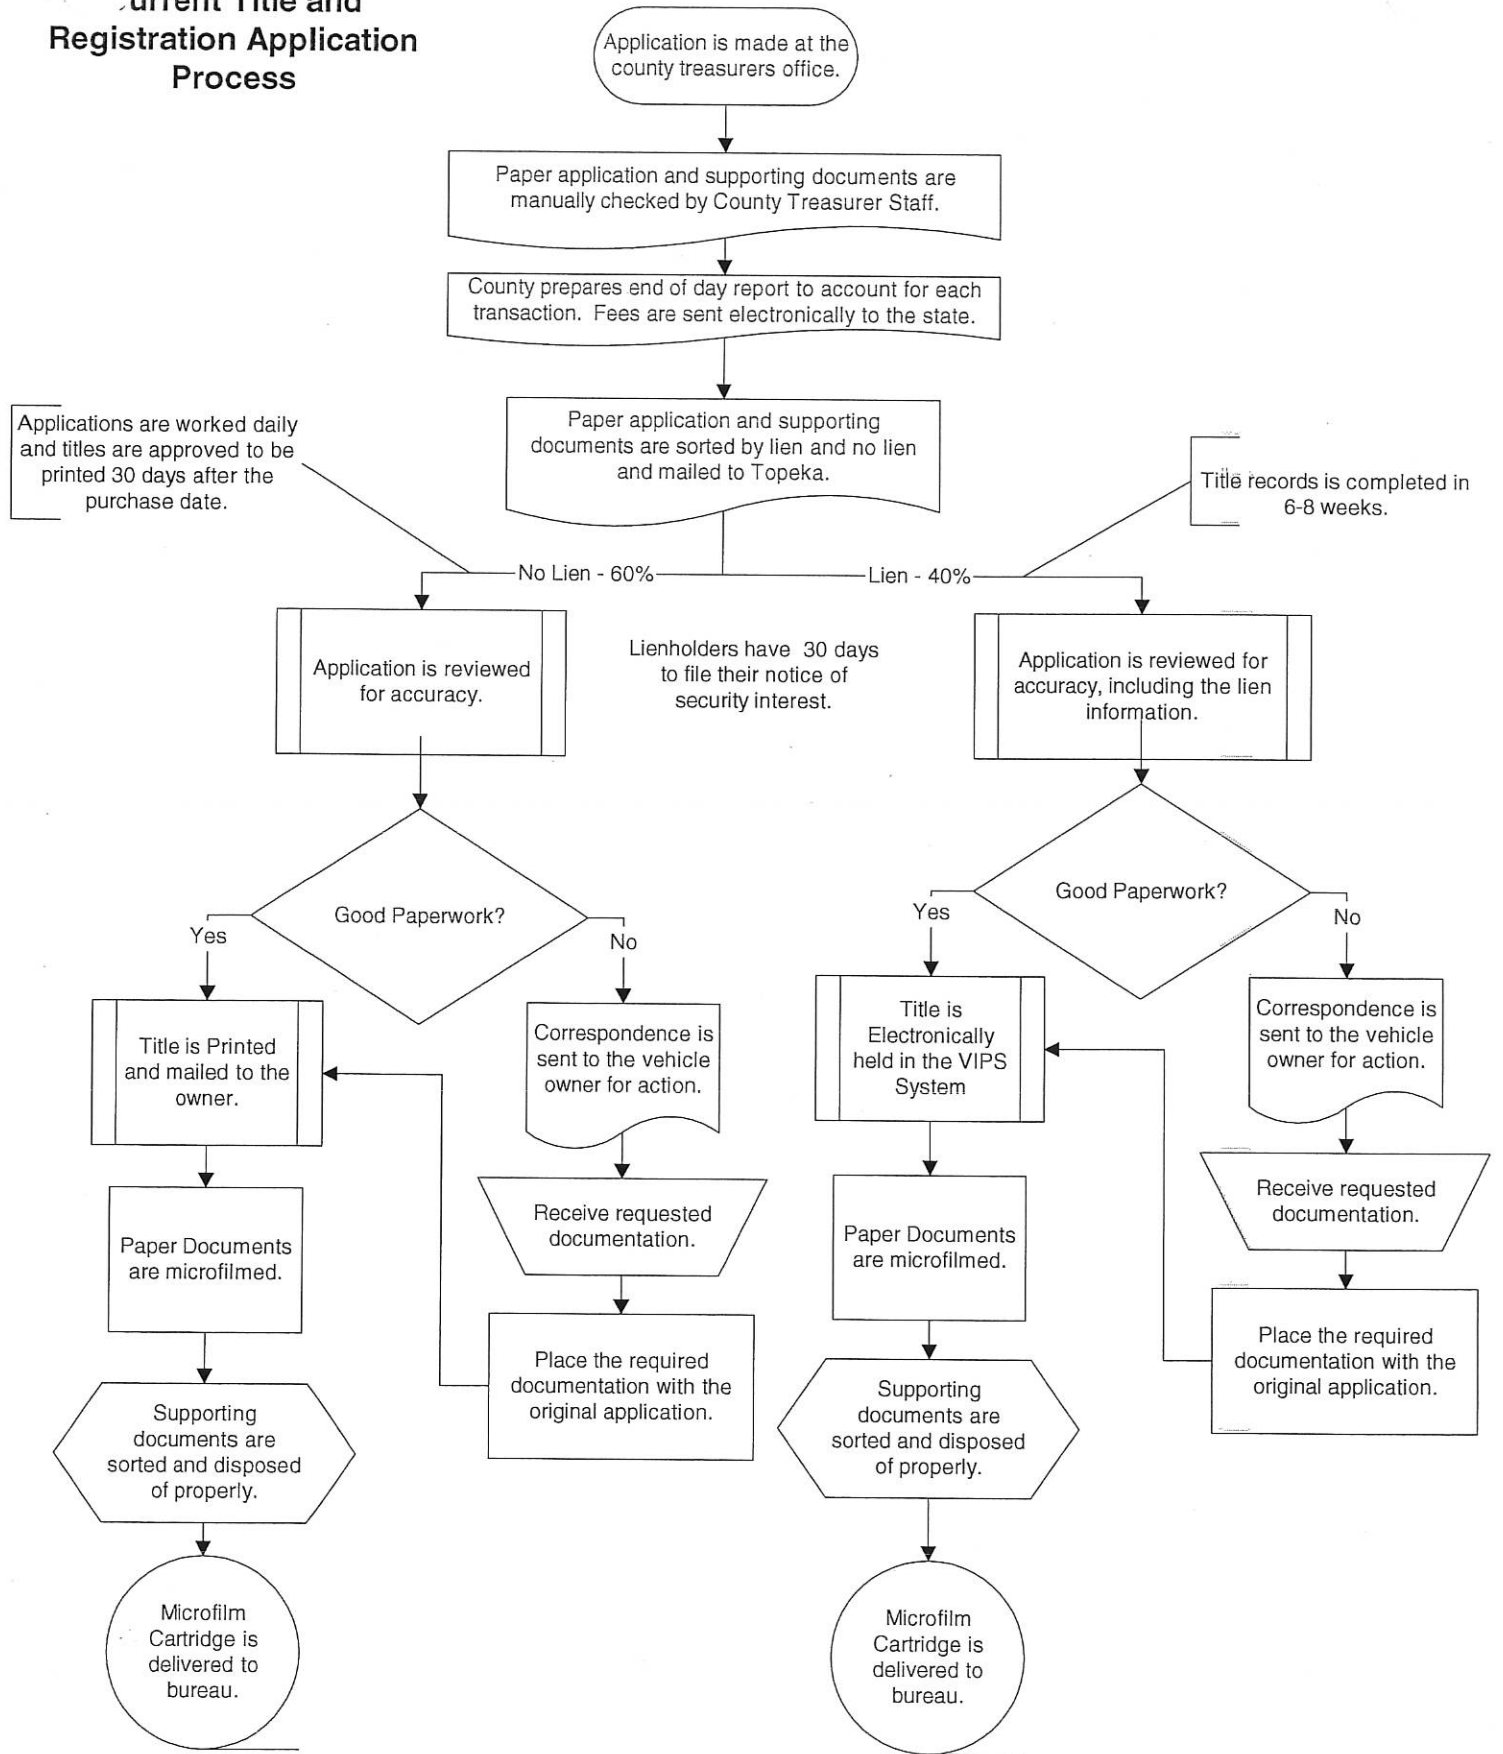 urrent Title and
Registration Application
Process
Application is made at the
county treasurers office.
Paper application and supporting documents are
manually checked by County Treasurer Staff.
County prepares end of day report to account for each
transaction. Fees are sent electronically to the state.
Applications are worked daily
and titles are approved to be
printed 30 days after the
purchase date.
Paper application and supporting
documents are sorted by lien and no lien
and mailed to Topeka.
Title records is completed in
6-8 weeks.
No Lien - 60%
Lien - 40%
Application is reviewed
for accuracy.
Lienholders have 30 days
to file their notice of
security interest.
Application is reviewed for
accuracy, including the lien
information.
Good Paperwork?
Yes
No
Good Paperwork?
Yes
No
Title is Printed
and mailed to the
owner.
Correspondence is
sent to the vehicle
owner for action.
Title is
Electronically
held in the VIPS
System
Correspondence is
sent to the vehicle
owner for action.
Paper Documents
are microfilmed.
Receive requested
documentation.
Paper Documents
are microfilmed.
Receive requested
documentation.
Place the required
documentation with the
original application.
Place the required
documentation with the
original application.
Supporting
documents are
sorted and disposed
of properly.
Supporting
documents are
sorted and disposed
of properly.
Microfilm
Cartridge is
delivered to
bureau.
Microfilm
Cartridge is
delivered to
bureau.